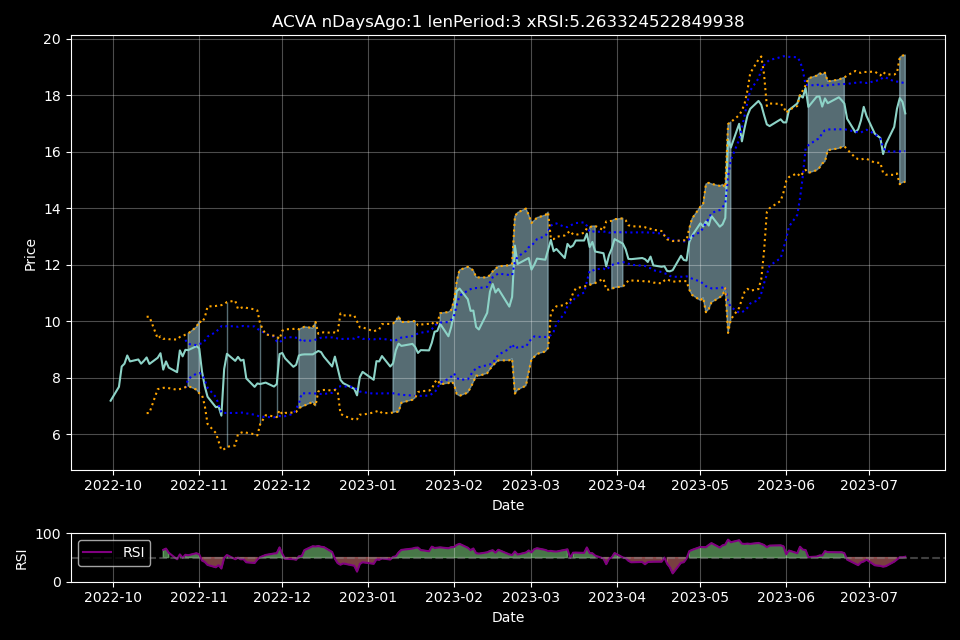 ACVA nDaysAgo:1 lenPeriod:3 xRSI:5.263324522849938
Price
20
18
16
14
12
10
8
6
2022-10 2022-11 2022-12 2023-01 2023-02 2023-03 2023-04 2023-05 2023-06 2023-07
Date
RSI
100
0
RSI
2022-10 2022-11 2022-12 2023-01 2023-02 2023-03 2023-04 2023-05 2023-06 2023-07
Date